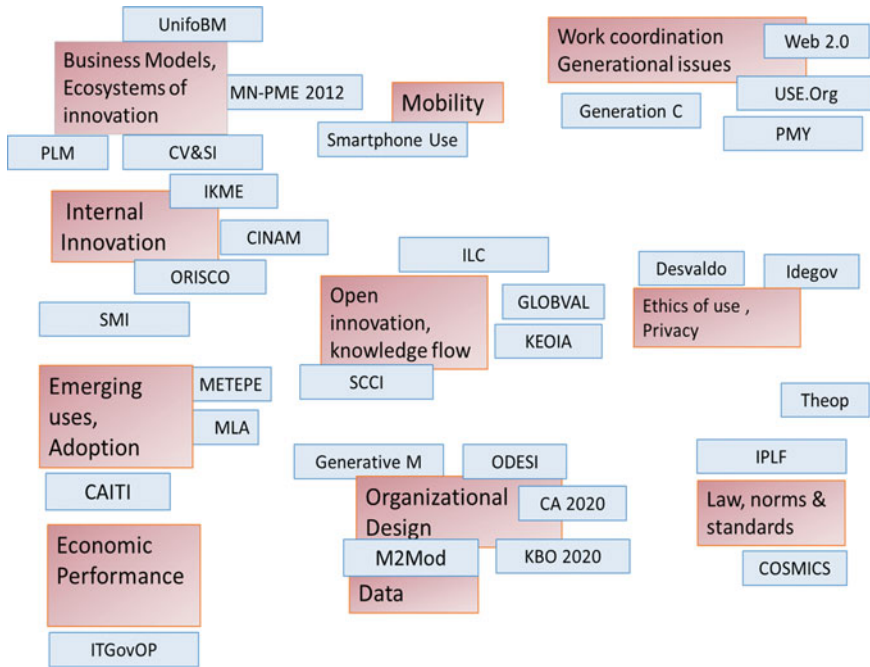 UnifoBM
Business Models,
Ecosystems of
innovation
MN-PME 2012
PLM
CV&SI
Mobility
Smartphone Use
Work coordination
Generational issues
Web 2.0
USE.Org
Generation C
PMY
IKME
Internal
Innovation
CINAM
ORISCO
SMI
ILC
Open
innovation,
knowledge flow
GLOBVAL
KEOIA
SCCI
Desvaldo
Idegov
Ethics of use ,
Privacy
Emerging
uses,
Adoption
METEPE
MLA
CAITI
Theop
Generative M
ODESI
Organizational
Design
CA 2020
M2Mod
KBO 2020
Data
IPLF
Law, norms &
standards
COSMICS
Economic
Performance
ITGovOP